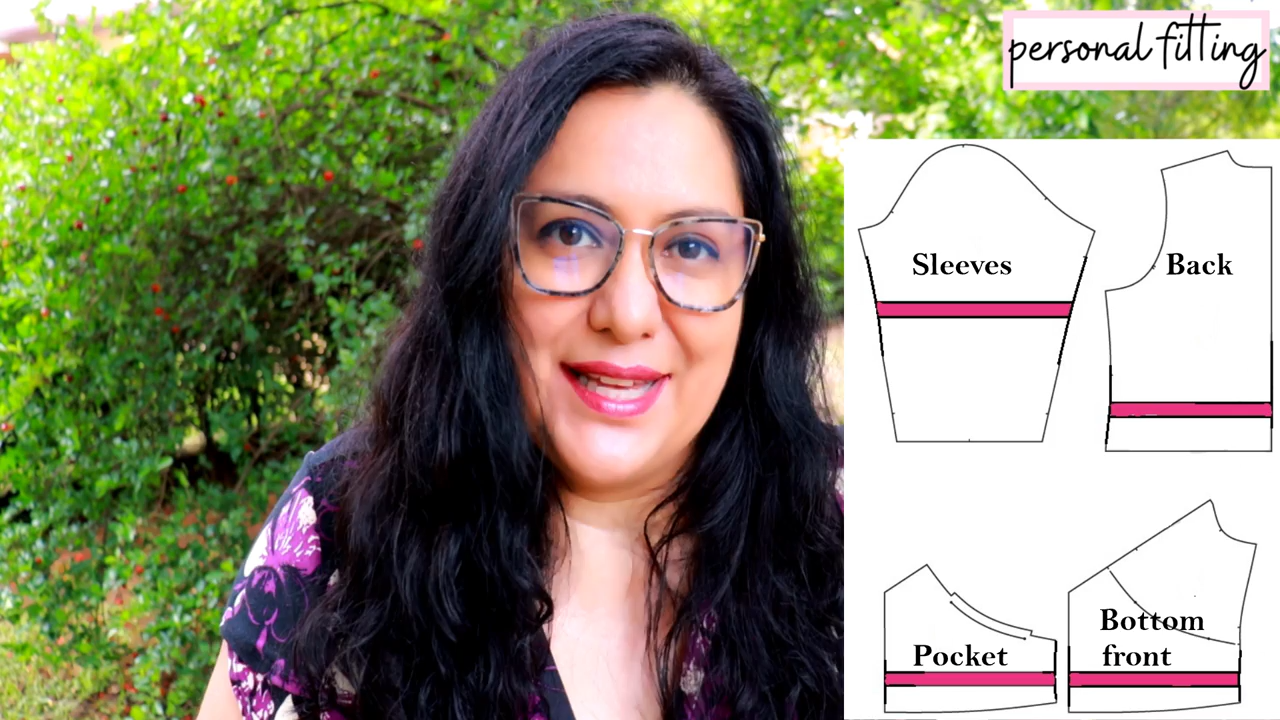 personal fitting
Sleeves
Back
Pocket
Bottom
front